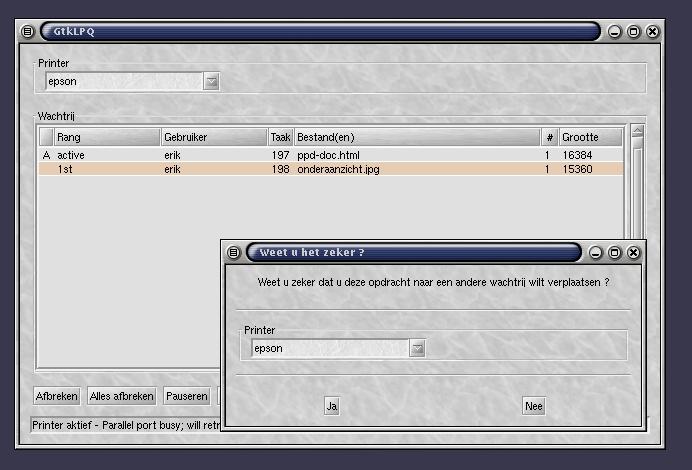 GtkLPQ
Printer
epson
Wachtrij
Rang Gebruiker Taak Bestand(en) # Grootte
A active erik 197 ppd-doc.html 1 16384
1st erik 198 onderaanzicht.jpg 1 15360
Weet u het zeker ?
Weet u zeker dat u deze opdracht naar een andere wachtrij wilt verplaatsen ?
Printer
epson
Ja Nee
Afbreken Alles afbreken Pauseren
Printer aktief - Parallel port busy; will retr